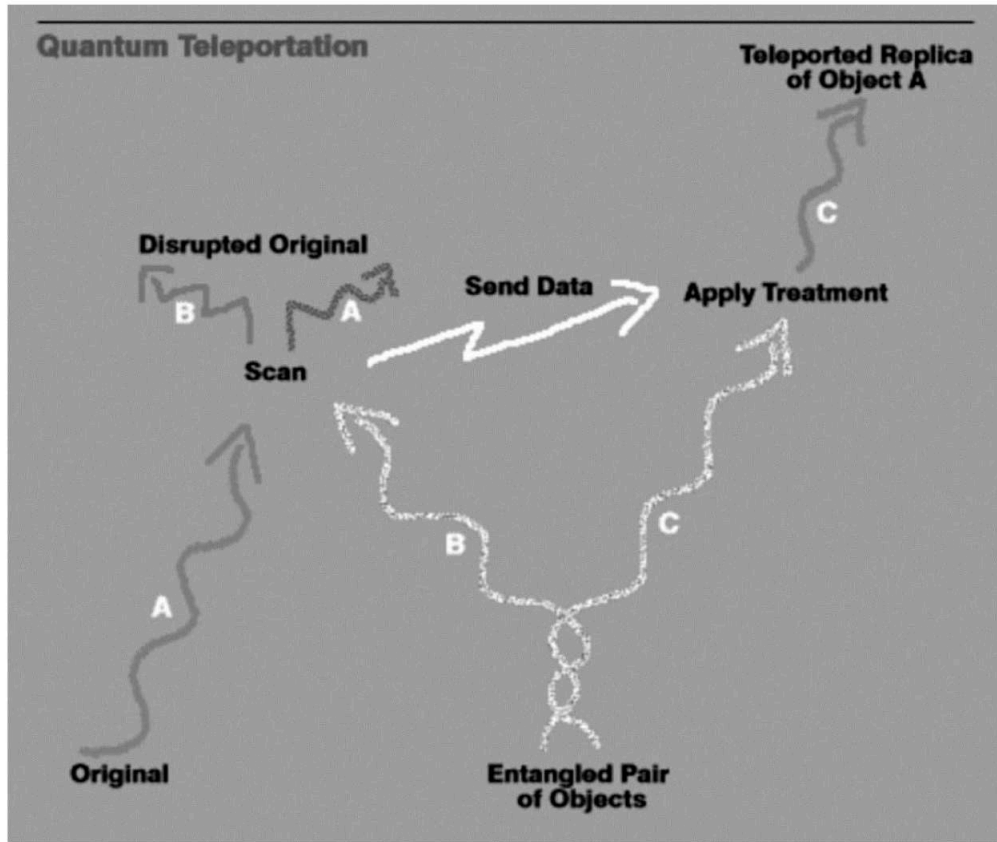 Quantum Teleportation
Teleported Replica
of Object A
C
Disrupted Original
B
A
Send Data
Apply Treatment
Scan
B
C
A
Original
Entangled Pair
of Objects